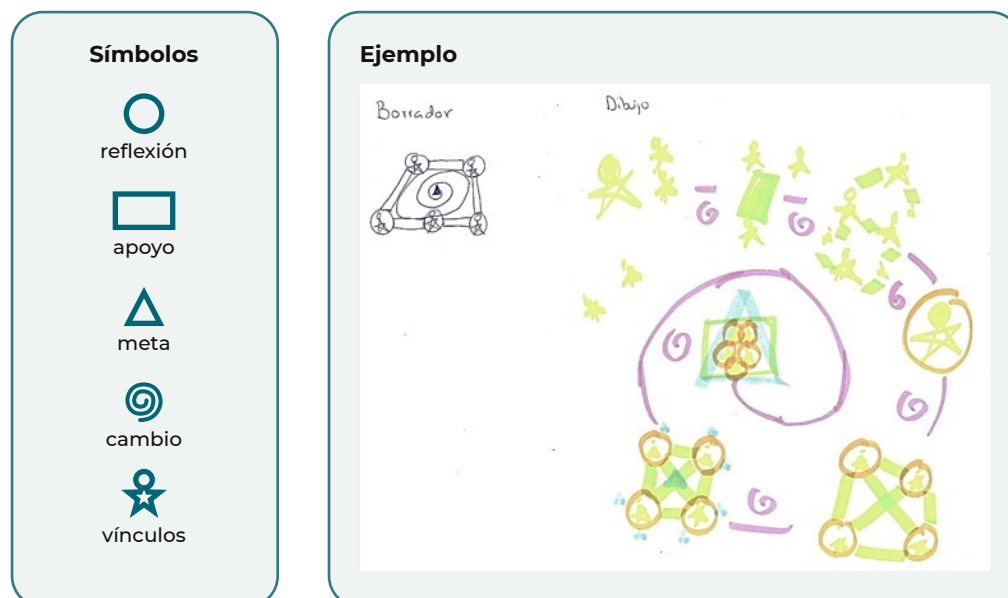 Símbolos
reflexión
apoyo
meta
cambio
vínculos
Ejemplo
Borrador
Dibujo